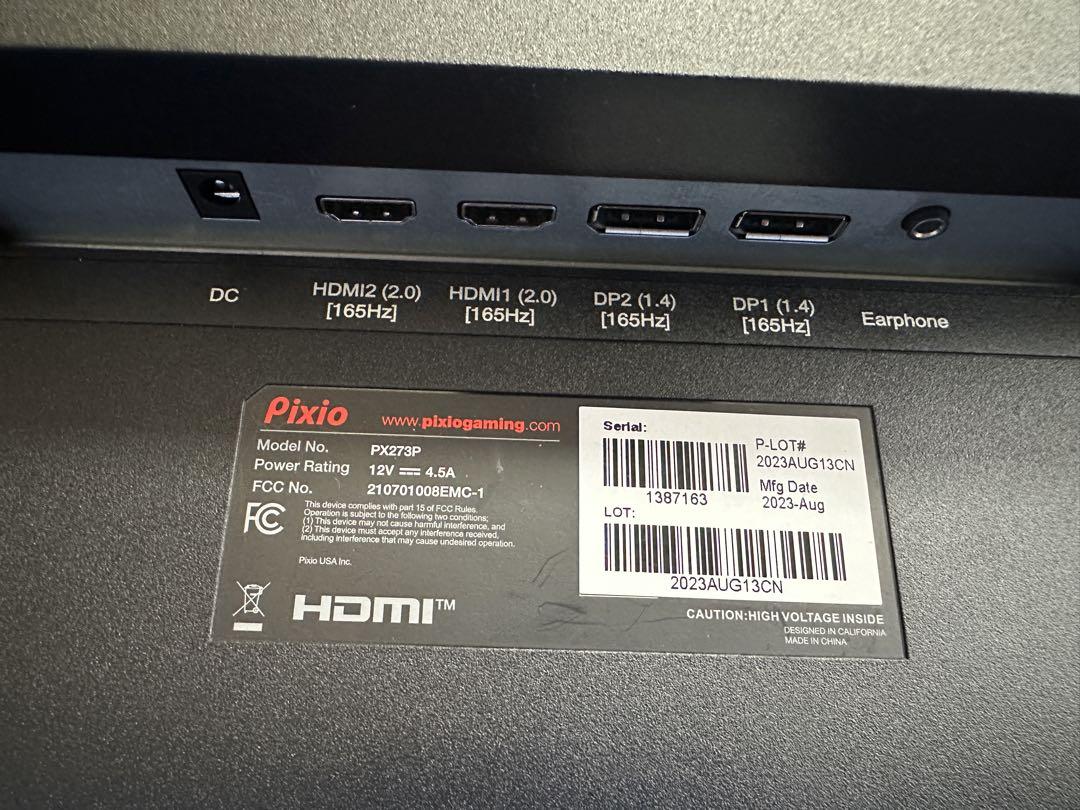 DC
HDMI2 (2.0)
[165Hz]
HDMI1 (2.0)
[165Hz]
DP2 (1.4)
[165Hz]
DP1 (1.4)
[165Hz]
Earphone
Pixio
www.pixiogaming.com
Model No. PX273P
Power Rating 12V ⎓ 4.5A
FCC No. 210701008EMC-1
FC
This device complies with part 15 of FCC Rules.
Operation is subject to the following two conditions;
(1) This device may not cause harmful interference, and
(2) This device must accept any interference received,
including interference that may cause undesired operation.
Pixio USA Inc.
HDMI™
Serial:
1387163
P-LOT#
2023AUG13CN
Mfg Date
2023-Aug
LOT:
2023AUG13CN
CAUTION:HIGH VOLTAGE INSIDE
DESIGNED IN CALIFORNIA
MADE IN CHINA